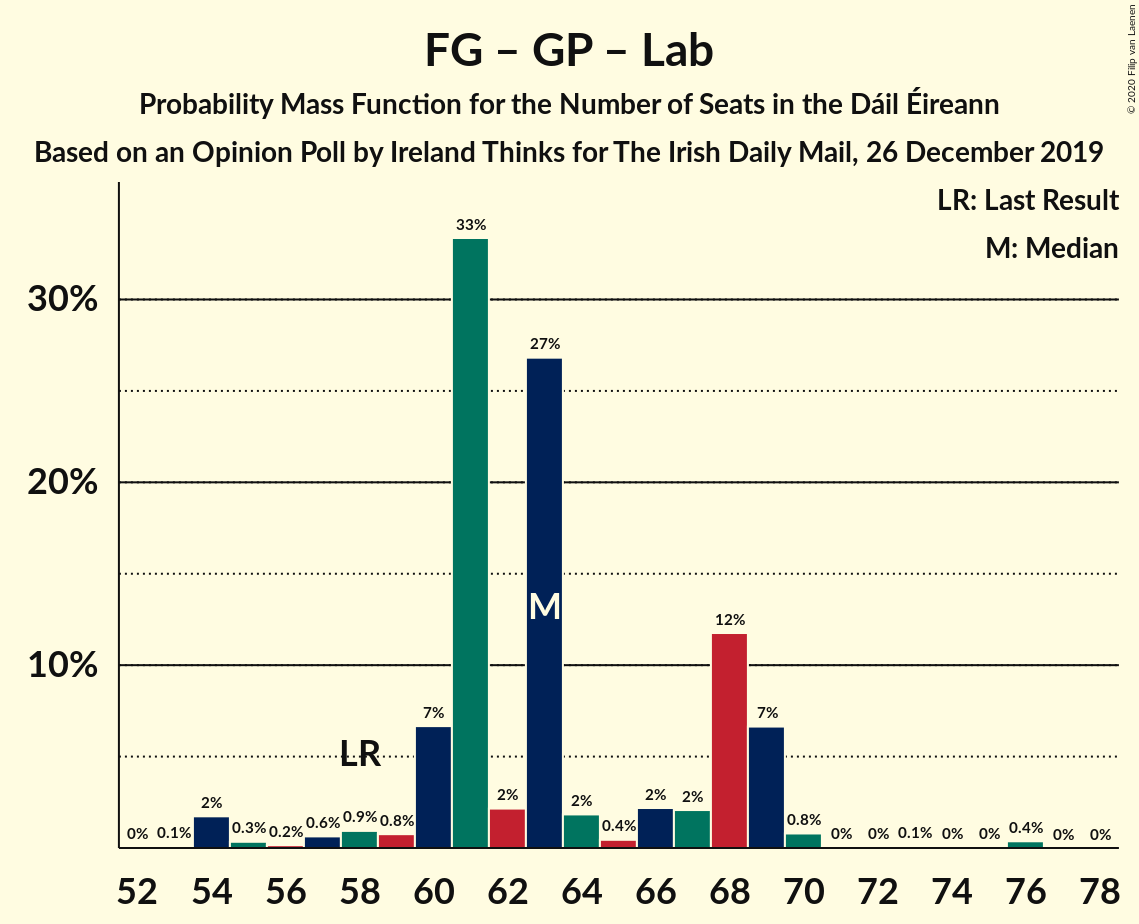 FG – GP – Lab
Probability Mass Function for the Number of Seats in the Dáil Éireann
Based on an Opinion Poll by Ireland Thinks for The Irish Daily Mail, 26 December 2019
© 2020 Filip van Laenen
LR: Last Result
M: Median
30%
20%
10%
0% 0.1% 2% 0.3% 0.2% 0.6% 0.9% 0.8% 7% 33% 2% 27% 2% 0.4% 2% 2% 12% 7% 0.8% 0% 0% 0.1% 0% 0% 0.4% 0% 0%
LR
M
52 54 56 58 60 62 64 66 68 70 72 74 76 78